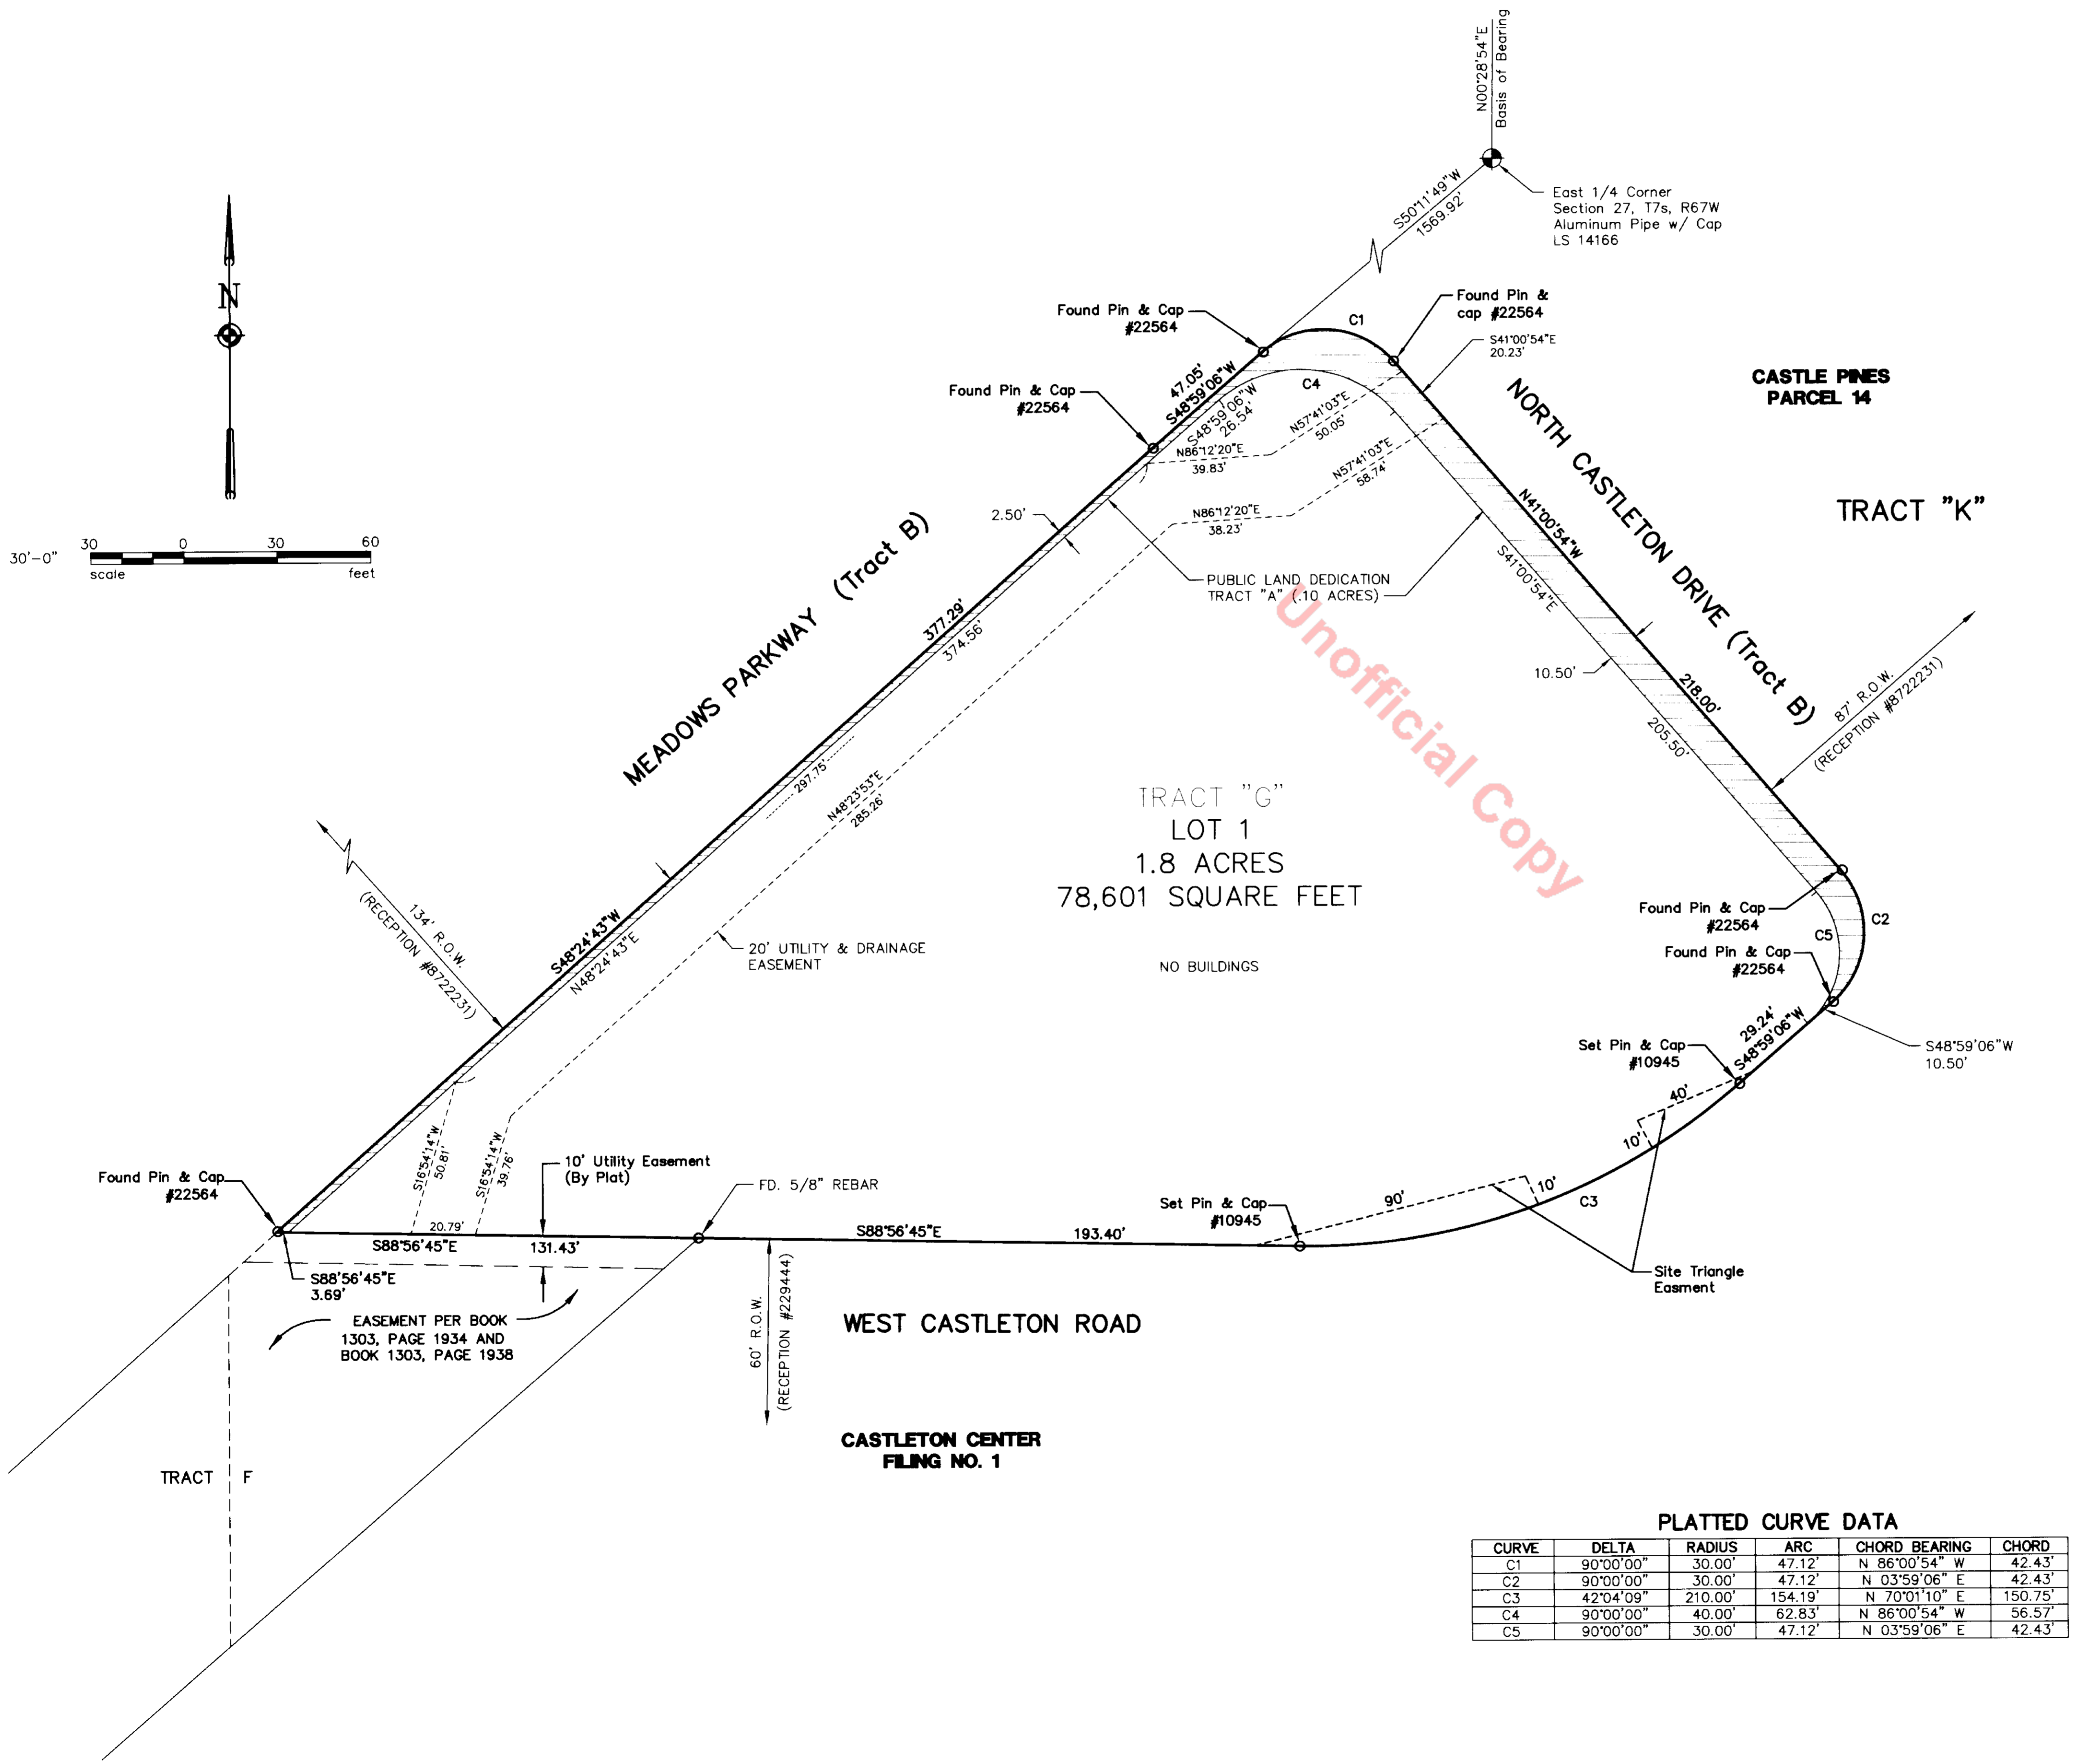 N00°28'54"E
Basis of Bearing
S50°11'49"W
1569.92'
East 1/4 Corner
Section 27, T7s, R67W
Aluminum Pipe w/ Cap
LS 14166
N
30'-0"
30 0 30 60
scale feet
Found Pin & Cap
#22564
C1
Found Pin &
cap #22564
S41°00'54"E
20.23'
CASTLE PINES
PARCEL 14
TRACT "K"
Found Pin & Cap
#22564
47.05'
S48°59'06"W
S48°59'06"W
26.54'
C4
N57°41'03"E
50.05'
N86°12'20"E
39.83'
N57°41'03"E
58.74'
N86°12'20"E
38.23'
2.50'
NORTH CASTLETON DRIVE (Tract B)
N41°00'54"W
218.00'
S41°00'54"E
205.50'
10.50'
PUBLIC LAND DEDICATION
TRACT "A" (.10 ACRES)
MEADOWS PARKWAY (Tract B)
377.29'
374.56'
87' R.O.W.
(RECEPTION #8722231)
297.75'
N48°23'53"E
285.26'
TRACT "G"
LOT 1
1.8 ACRES
78,601 SQUARE FEET
NO BUILDINGS
Unofficial Copy
134' R.O.W.
(RECEPTION #8722231)
S48°24'43"W
N48°24'43"E
20' UTILITY & DRAINAGE
EASEMENT
Found Pin & Cap
#22564
C2
C5
Found Pin & Cap
#22564
29.24'
S48°59'06"W
S48°59'06"W
10.50'
Set Pin & Cap
#10945
40'
10'
S16°54'14"W
50.81'
S16°54'14"W
39.76'
10' Utility Easement
(By Plat)
Found Pin & Cap
#22564
FD. 5/8" REBAR
Set Pin & Cap
#10945
90'
10'
C3
20.79'
S88°56'45"E
131.43'
S88°56'45"E
193.40'
S88°56'45"E
3.69'
Site Triangle
Easment
EASEMENT PER BOOK
1303, PAGE 1934 AND
BOOK 1303, PAGE 1938
60' R.O.W.
(RECEPTION #229444)
WEST CASTLETON ROAD
CASTLETON CENTER
FILING NO. 1
TRACT F
PLATTED CURVE DATA
CURVE DELTA RADIUS ARC CHORD BEARING CHORD
C1 90°00'00" 30.00' 47.12' N 86°00'54" W 42.43'
C2 90°00'00" 30.00' 47.12' N 03°59'06" E 42.43'
C3 42°04'09" 210.00' 154.19' N 70°01'10" E 150.75'
C4 90°00'00" 40.00' 62.83' N 86°00'54" W 56.57'
C5 90°00'00" 30.00' 47.12' N 03°59'06" E 42.43'